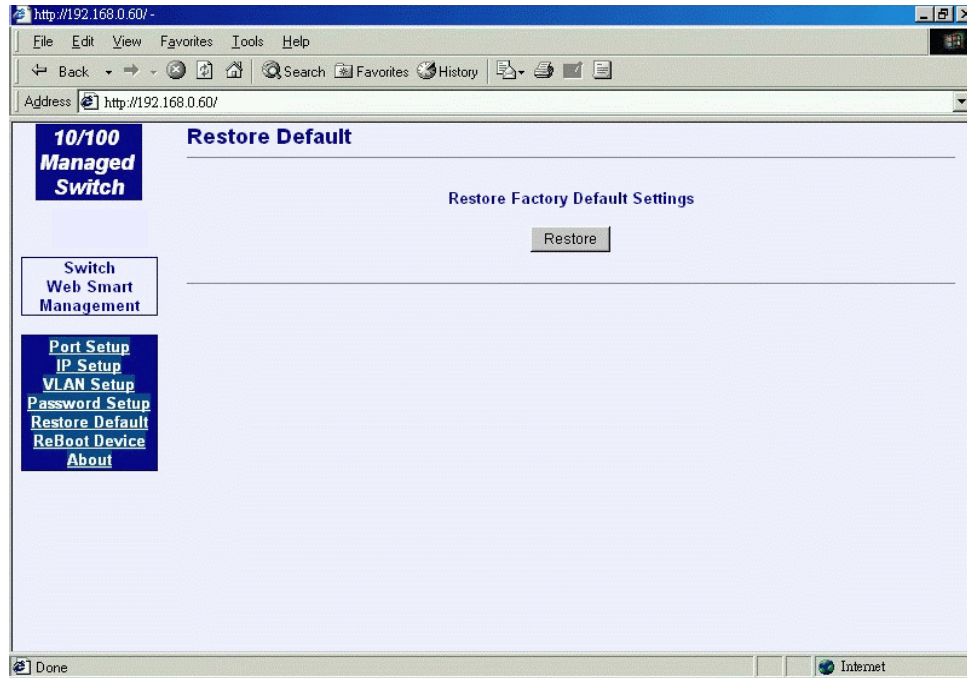 http://192.168.0.60/ -
File Edit View Favorites Tools Help
Back Search Favorites History
Address http://192.168.0.60/
10/100
Managed
Switch
Restore Default
Restore Factory Default Settings
Restore
Switch
Web Smart
Management
Port Setup
IP Setup
VLAN Setup
Password Setup
Restore Default
ReBoot Device
About
Done
Internet